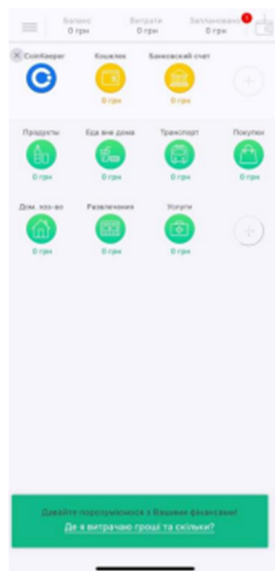 Баланс Витрати Заплановано
0 грн 0 грн 0 грн
CoinKeeper Кошелек Банковский счет
0 грн 0 грн
Продукты Еда вне дома Транспорт Покупки
0 грн 0 грн 0 грн 0 грн
Дом. хоз-во Развлечения Услуги
0 грн 0 грн 0 грн
Давайте порозуміємося з Вашими фінансами!
Де я витрачаю гроші та скільки?